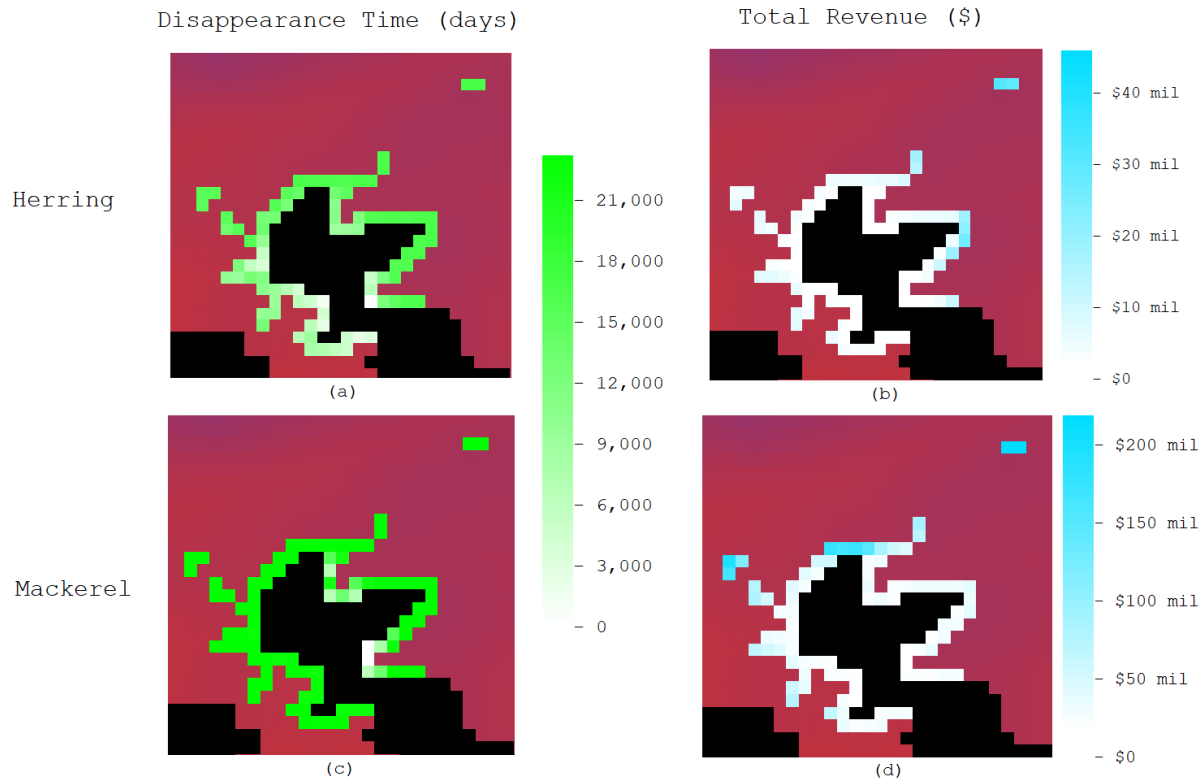 Disappearance Time (days)
Total Revenue ($)
Herring
Mackerel
21,000
18,000
15,000
12,000
9,000
6,000
3,000
0
$40 mil
$30 mil
$20 mil
$10 mil
$0
(a)
(b)
$200 mil
$150 mil
$100 mil
$50 mil
$0
(c)
(d)